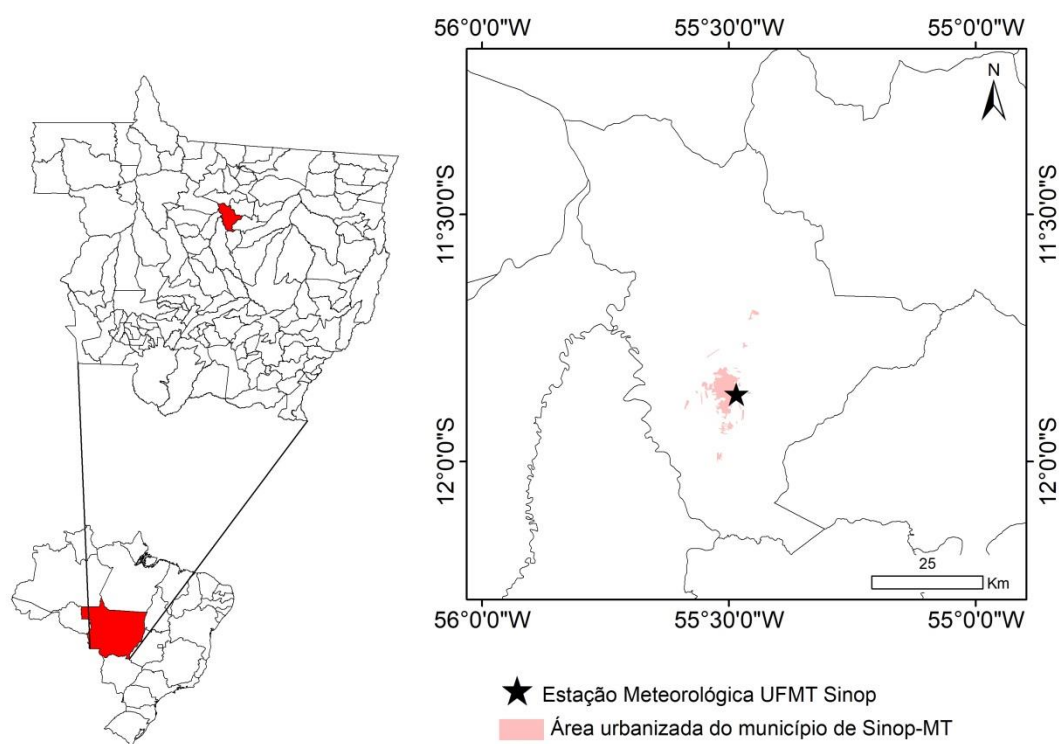 56°0'0"W 55°30'0"W 55°0'0"W
N
11°30'0"S
11°30'0"S
12°0'0"S
12°0'0"S
25
Km
56°0'0"W 55°30'0"W 55°0'0"W
Estação Meteorológica UFMT Sinop
Área urbanizada do município de Sinop-MT